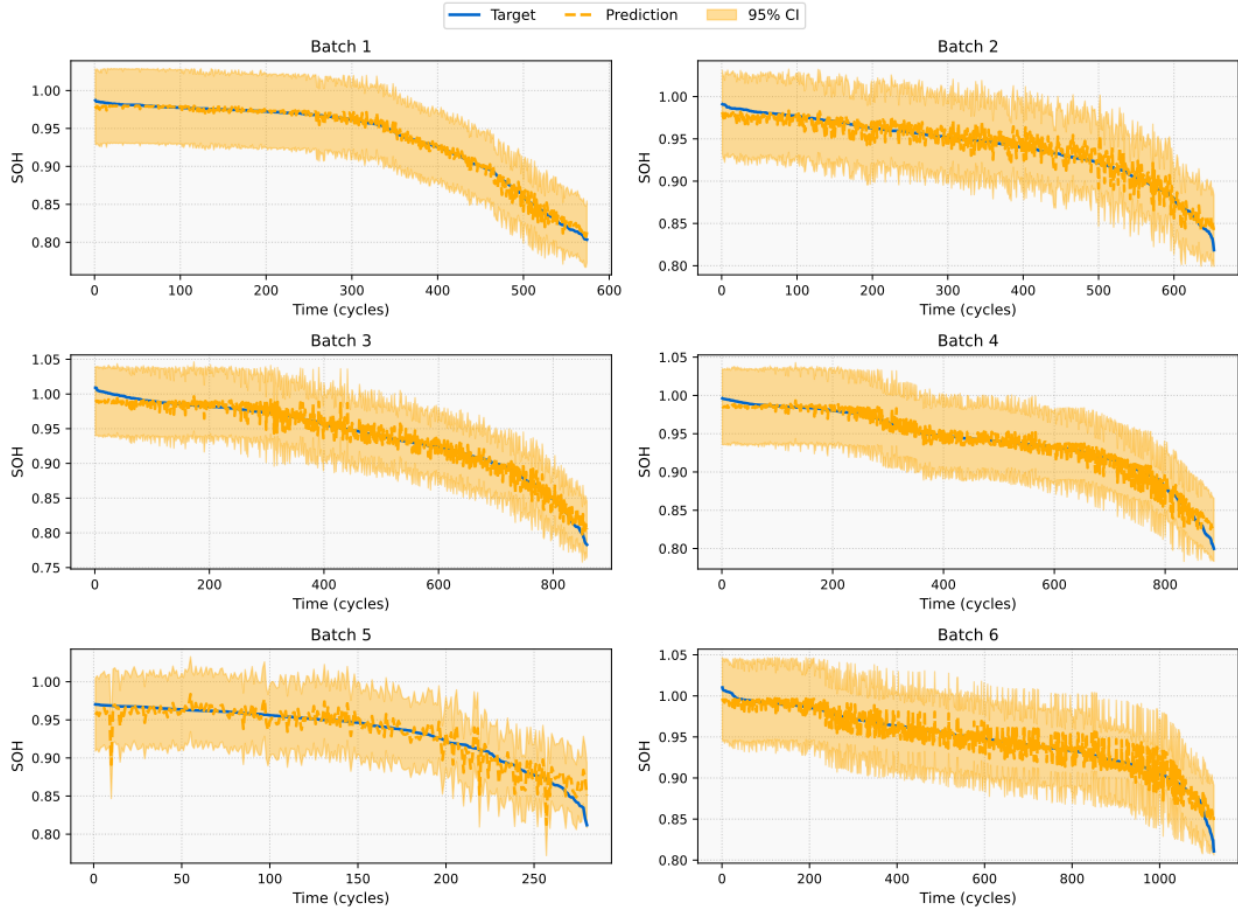 Target Prediction 95% CI
Batch 1
SOH
1.00
0.95
0.90
0.85
0.80
0 100 200 300 400 500 600
Time (cycles)
Batch 2
SOH
1.00
0.95
0.90
0.85
0.80
0 100 200 300 400 500 600
Time (cycles)
Batch 3
SOH
1.05
1.00
0.95
0.90
0.85
0.80
0.75
0 200 400 600 800
Time (cycles)
Batch 4
SOH
1.05
1.00
0.95
0.90
0.85
0.80
0 200 400 600 800
Time (cycles)
Batch 5
SOH
1.00
0.95
0.90
0.85
0.80
0 50 100 150 200 250
Time (cycles)
Batch 6
SOH
1.05
1.00
0.95
0.90
0.85
0.80
0 200 400 600 800 1000
Time (cycles)